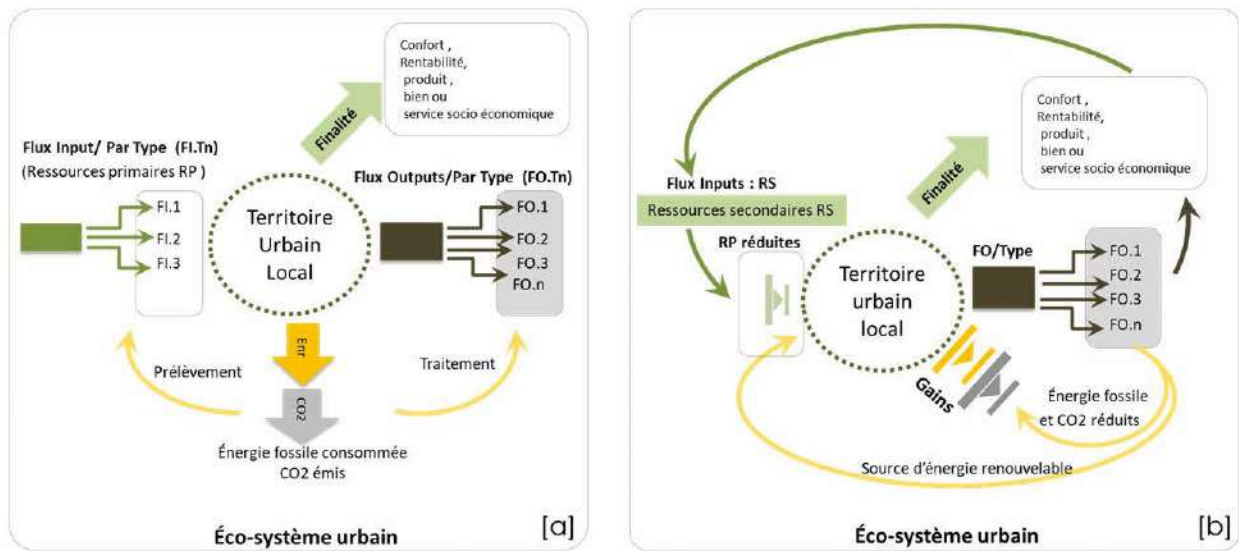 Confort ,
Rentabilité,
produit ,
bien ou
service socio économique
Finalité
Flux Input/ Par Type (FI.Tn)
(Ressources primaires RP )
FI.1
FI.2
FI.3
Territoire
Urbain
Local
Flux Outputs/Par Type (FO.Tn)
FO.1
FO.2
FO.3
FO.n
Enr
CO2
Prélèvement
Traitement
Énergie fossile consommée
CO2 émis
Éco-système urbain
[a]
Confort ,
Rentabilité,
produit ,
bien ou
service socio économique
Finalité
Flux Inputs : RS
Ressources secondaires RS
RP réduites
Territoire
urbain
local
FO/Type
FO.1
FO.2
FO.3
FO.n
Gains
Énergie fossile
et CO2 réduits
Source d'énergie renouvelable
Éco-système urbain
[b]